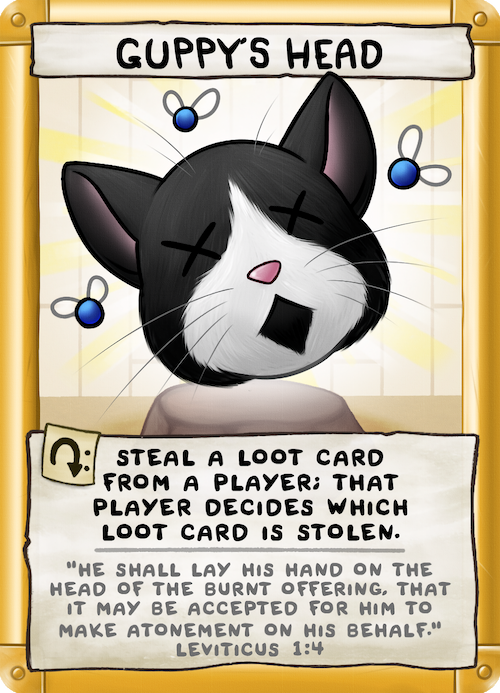 GUPPY'S HEAD
STEAL A LOOT CARD
FROM A PLAYER; THAT
PLAYER DECIDES WHICH
LOOT CARD IS STOLEN.
"HE SHALL LAY HIS HAND ON THE
HEAD OF THE BURNT OFFERING, THAT
IT MAY BE ACCEPTED FOR HIM TO
MAKE ATONEMENT ON HIS BEHALF."
LEVITICUS 1:4